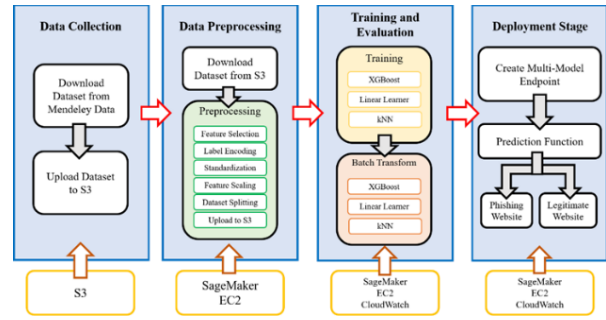 Data Collection
Download
Dataset from
Mendeley Data
Upload Dataset
to S3
S3
Data Preprocessing
Download
Dataset from S3
Preprocessing
Feature Selection
Label Encoding
Standardization
Feature Scaling
Dataset Splitting
Upload to S3
SageMaker
EC2
Training and
Evaluation
Training
XGBoost
Linear Learner
kNN
Batch Transform
XGBoost
Linear Learner
kNN
SageMaker
EC2
CloudWatch
Deployment Stage
Create Multi-Model
Endpoint
Prediction Function
Phishing
Website
Legitimate
Website
SageMaker
EC2
CloudWatch